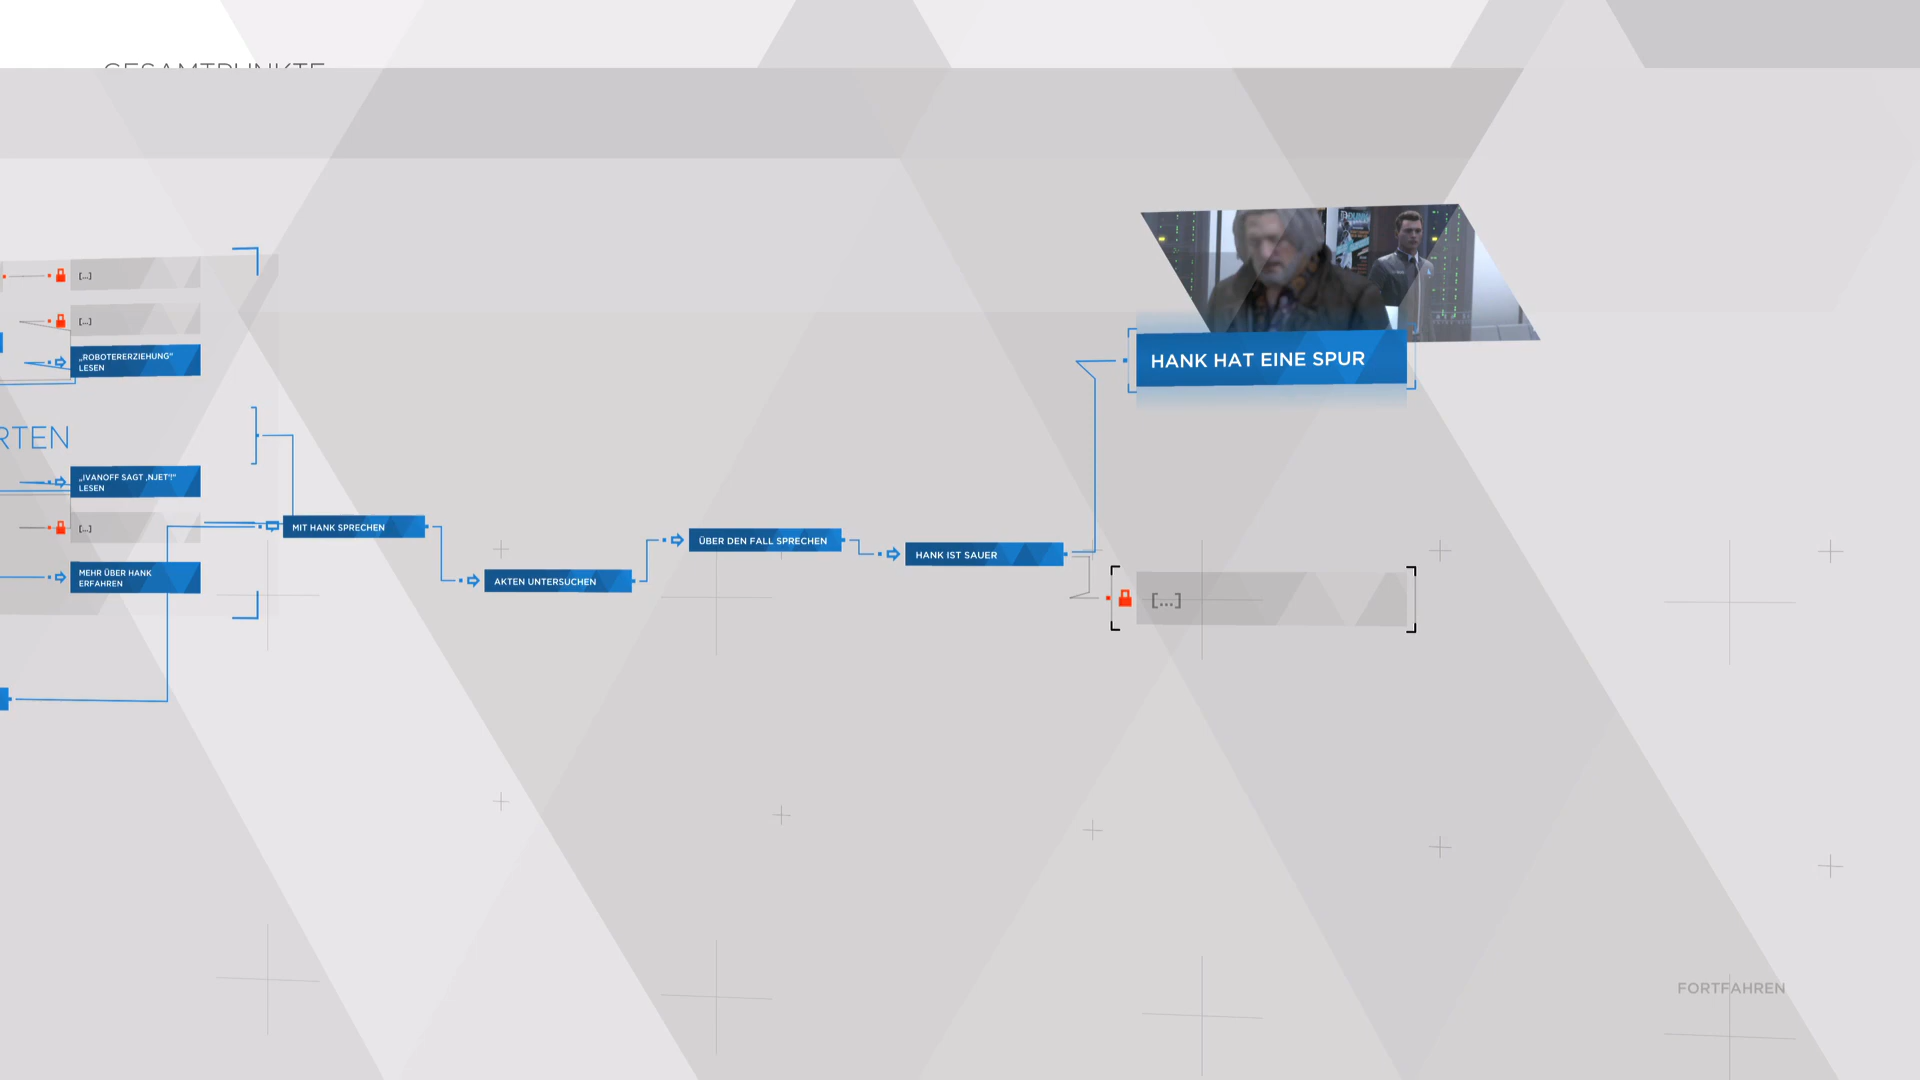 GESAMTPUNKTE
[...]
[...]
„ROBOTERERZIEHUNG“
LESEN
HANK HAT EINE SPUR
RTEN
„IVANOFF SAGT ‚NJET‘!“
LESEN
[...]
MIT HANK SPRECHEN
ÜBER DEN FALL SPRECHEN
HANK IST SAUER
MEHR ÜBER HANK
ERFAHREN
AKTEN UNTERSUCHEN
[...]
FORTFAHREN